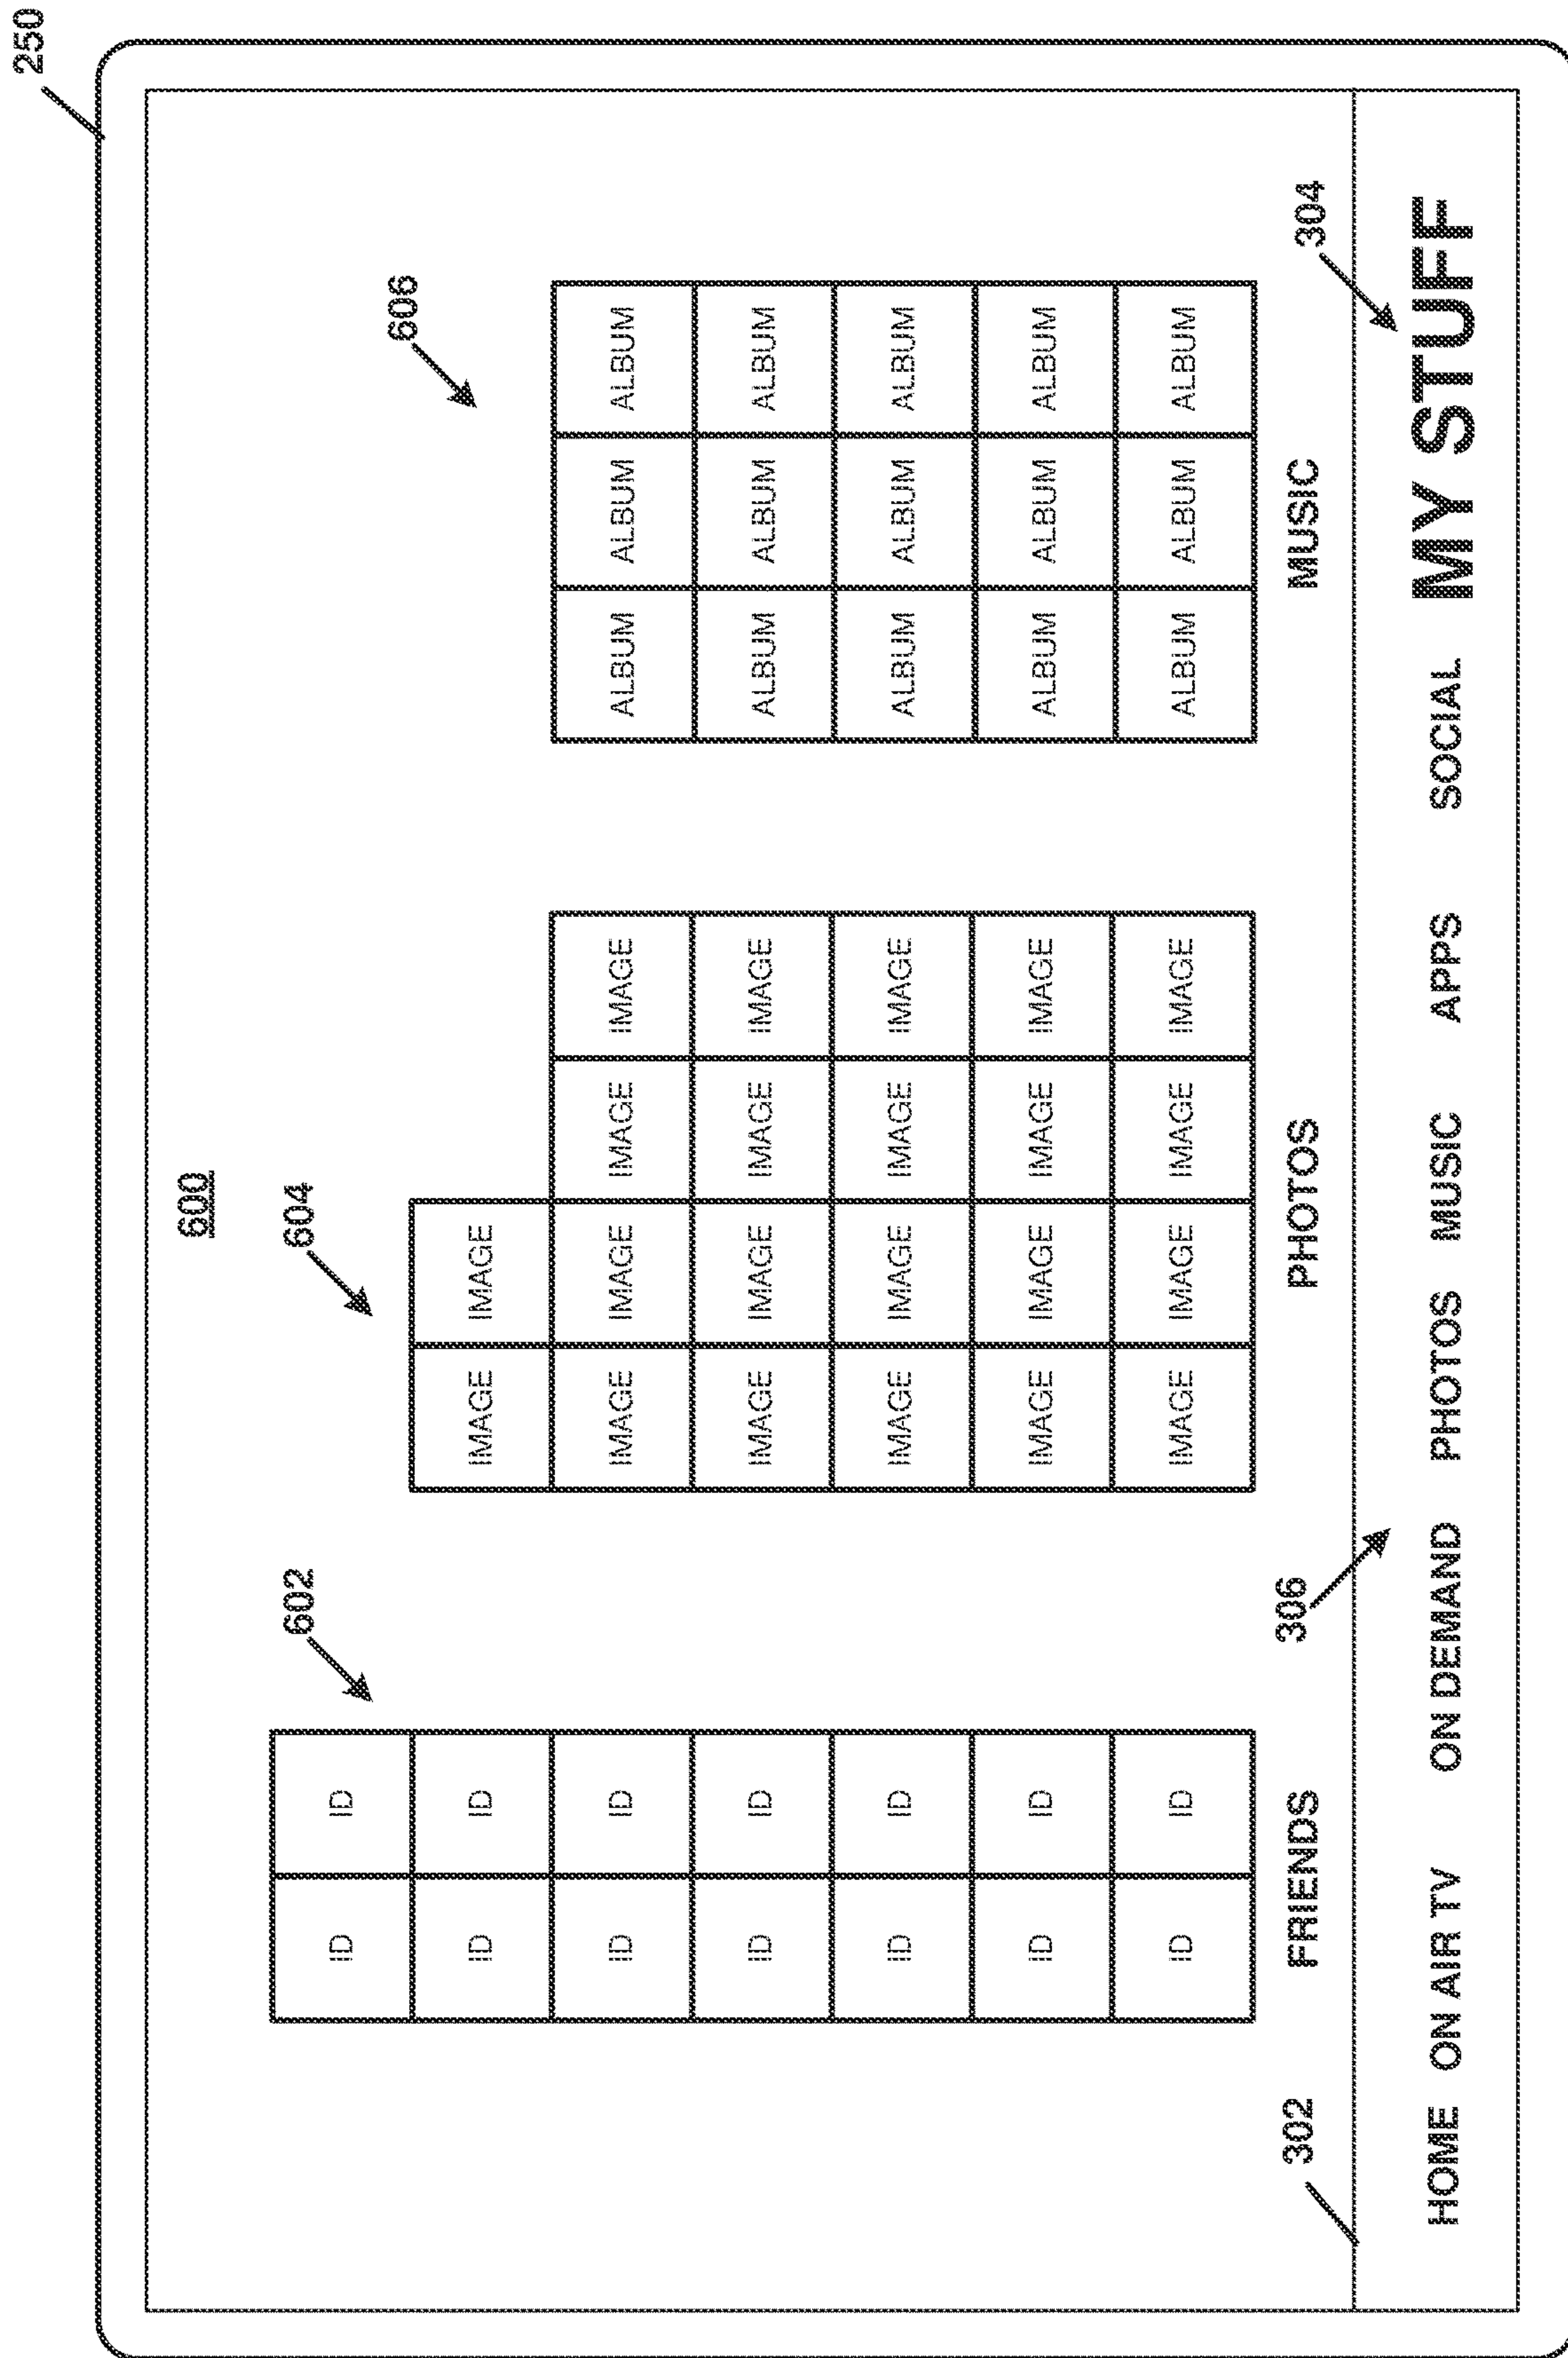 250
600
602 604
ID ID
606
ID ID IMAGE IMAGE
ID ID IMAGE IMAGE IMAGE IMAGE ALBUM ALBUM ALBUM
ID ID IMAGE IMAGE IMAGE IMAGE ALBUM ALBUM ALBUM
ID ID IMAGE IMAGE IMAGE IMAGE ALBUM ALBUM ALBUM
ID ID IMAGE IMAGE IMAGE IMAGE ALBUM ALBUM ALBUM
ID ID IMAGE IMAGE IMAGE IMAGE ALBUM ALBUM ALBUM
302 FRIENDS 306 PHOTOS MUSIC 304
HOME ON AIR TV ON DEMAND PHOTOS MUSIC APPS SOCIAL MY STUFF